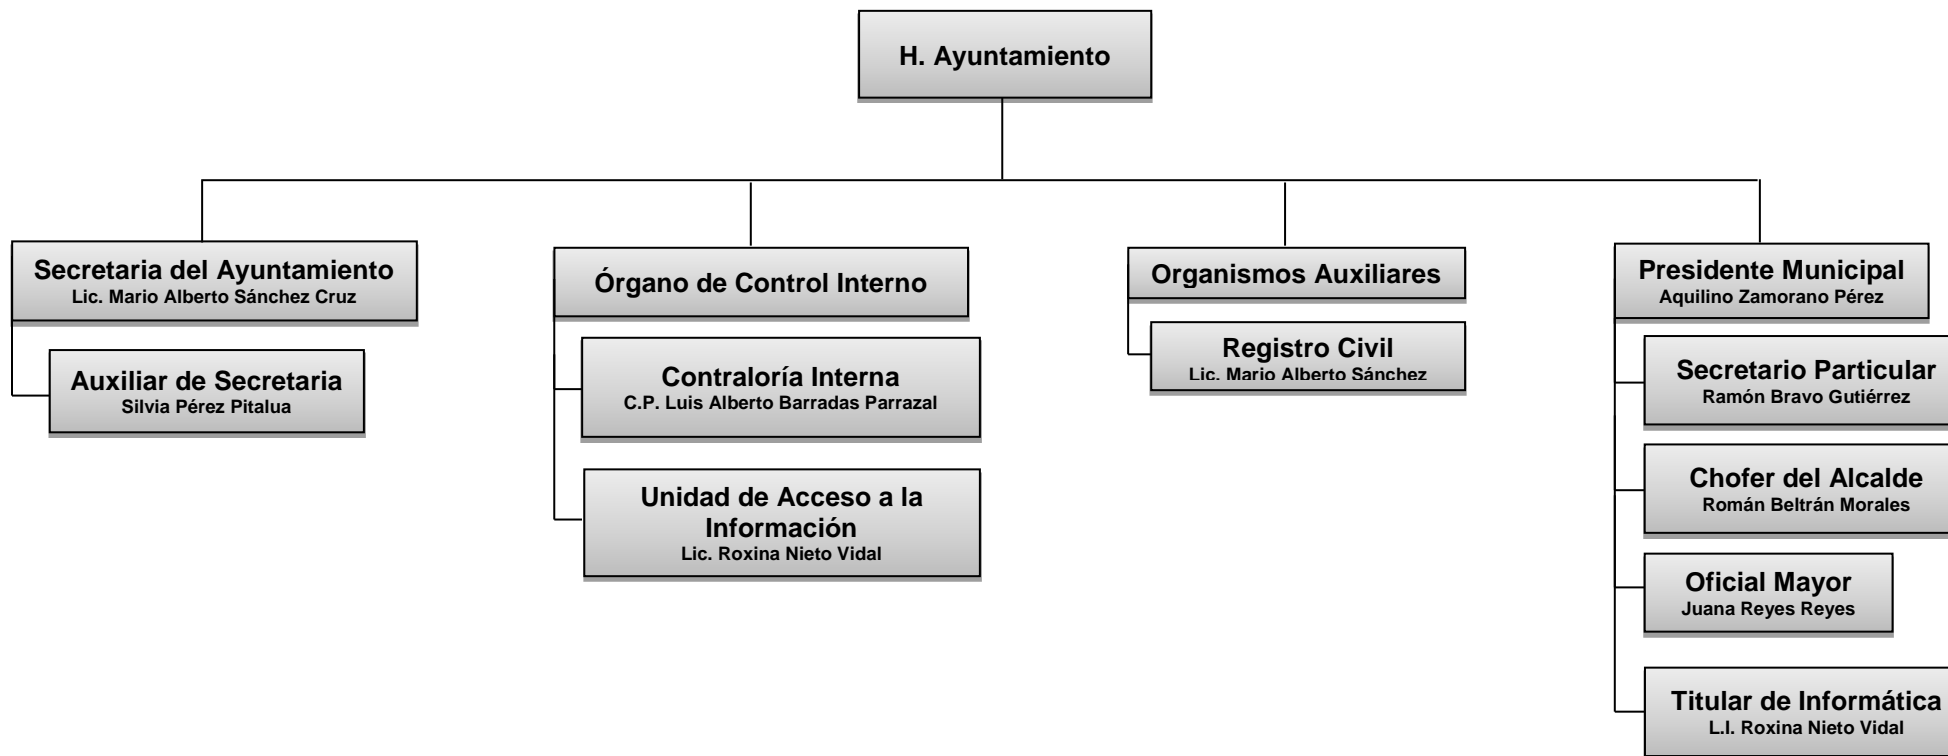 H. Ayuntamiento
Secretaria del Ayuntamiento
Lic. Mario Alberto Sánchez Cruz
Auxiliar de Secretaria
Silvia Pérez Pitalua
Órgano de Control Interno
Contraloría Interna
C.P. Luis Alberto Barradas Parrazal
Unidad de Acceso a la
Información
Lic. Roxina Nieto Vidal
Organismos Auxiliares
Registro Civil
Lic. Mario Alberto Sánchez
Presidente Municipal
Aquilino Zamorano Pérez
Secretario Particular
Ramón Bravo Gutiérrez
Chofer del Alcalde
Román Beltrán Morales
Oficial Mayor
Juana Reyes Reyes
Titular de Informática
L.I. Roxina Nieto Vidal